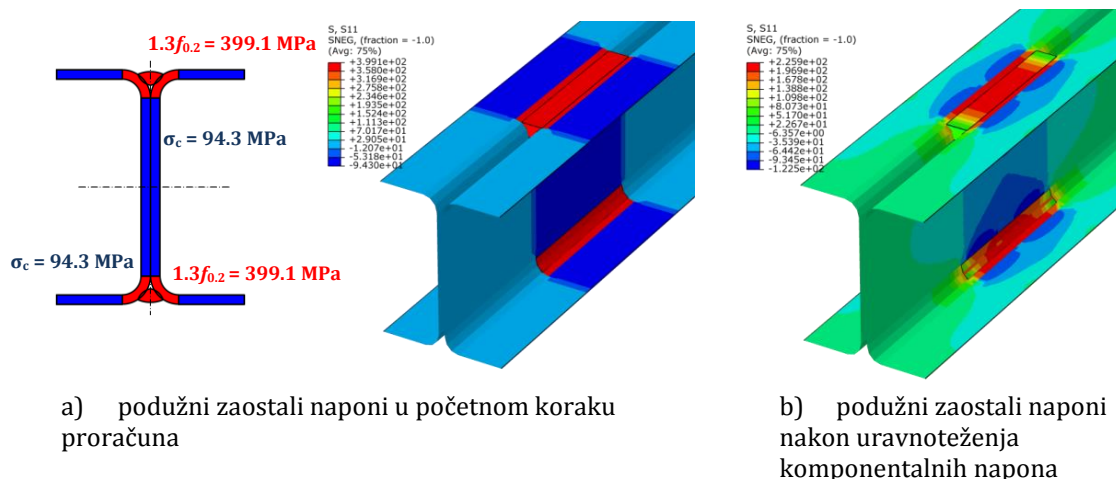 1.3f0.2 = 399.1 MPa
σc = 94.3 MPa
σc = 94.3 MPa
1.3f0.2 = 399.1 MPa
S, S11
SNEG, (fraction = -1.0)
(Avg: 75%)
+3.991e+02
+3.580e+02
+3.169e+02
+2.758e+02
+2.346e+02
+1.935e+02
+1.524e+02
+1.113e+02
+7.017e+01
+2.905e+01
-1.207e+01
-5.318e+01
-9.430e+01
S, S11
SNEG, (fraction = -1.0)
(Avg: 75%)
+2.259e+02
+1.969e+02
+1.678e+02
+1.388e+02
+1.098e+02
+8.073e+01
+5.170e+01
+2.267e+01
-6.357e+00
-3.539e+01
-6.442e+01
-9.345e+01
-1.225e+02
a) podužni zaostali naponi u početnom koraku
proračuna
b) podužni zaostali naponi
nakon uravnoteženja
komponentalnih napona